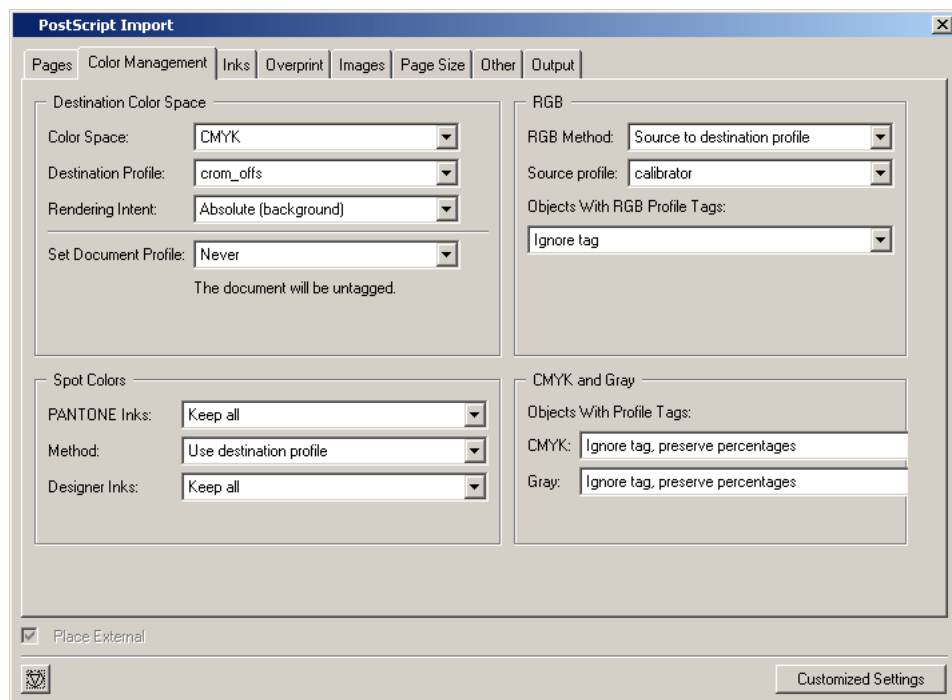 PostScript Import
Pages Color Management Inks Overprint Images Page Size Other Output
Destination Color Space
Color Space: CMYK
Destination Profile: crom_offs
Rendering Intent: Absolute (background)
Set Document Profile: Never
The document will be untagged.
RGB
RGB Method: Source to destination profile
Source profile: calibrator
Objects With RGB Profile Tags:
Ignore tag
Spot Colors
PANTONE Inks: Keep all
Method: Use destination profile
Designer Inks: Keep all
CMYK and Gray
Objects With Profile Tags:
CMYK: Ignore tag, preserve percentages
Gray: Ignore tag, preserve percentages
Place External
Customized Settings